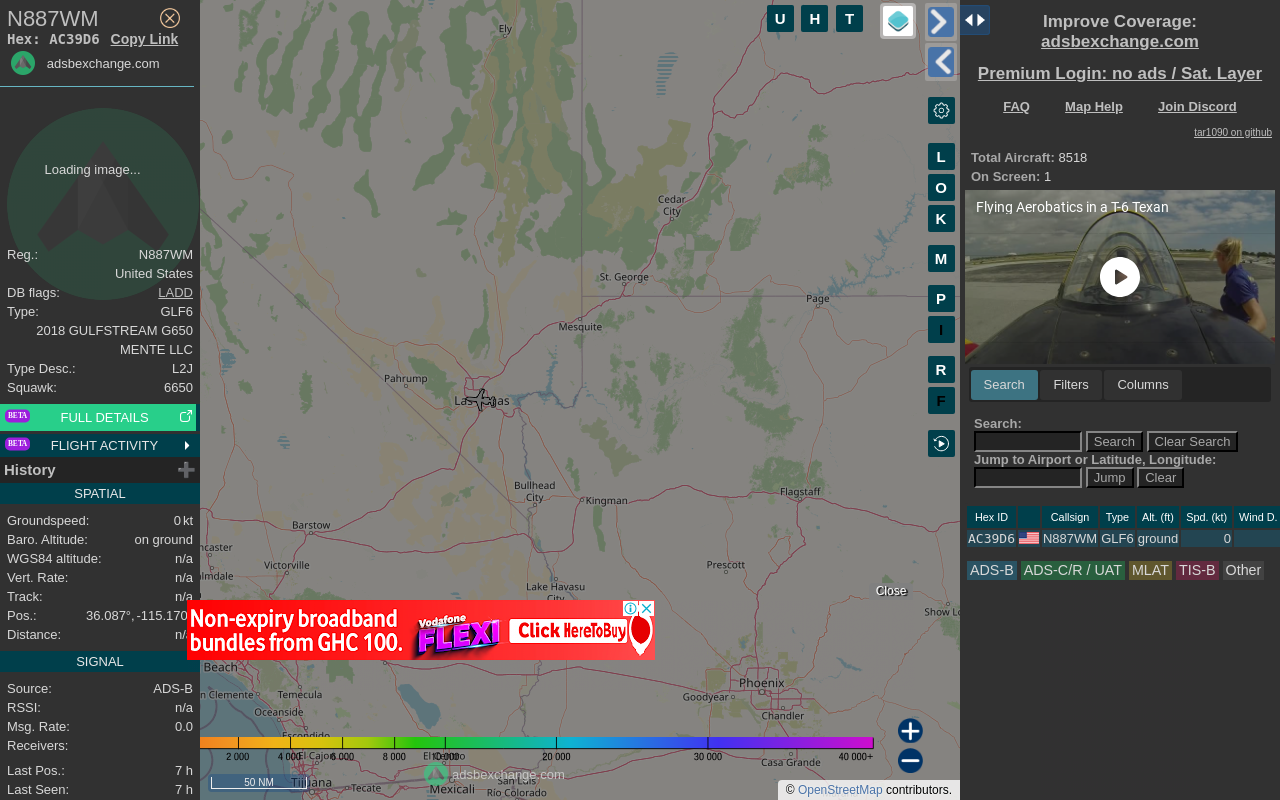 N887WM
Hex: AC39D6 Copy Link
adsbexchange.com
Loading image...
Reg.: N887WM
United States
DB flags: LADD
Type: GLF6
2018 GULFSTREAM G650
MENTE LLC
Type Desc.: L2J
Squawk: 6650
BETA FULL DETAILS
BETA FLIGHT ACTIVITY
History
SPATIAL
Groundspeed: 0 kt
Baro. Altitude: on ground
WGS84 altitude: n/a
Vert. Rate: n/a
Track: n/a
Pos.: 36.087°, -115.170
Distance: n/a
SIGNAL
Source: ADS-B
RSSI: n/a
Msg. Rate: 0.0
Receivers:
Last Pos.: 7 h
Last Seen: 7 h
U H T
Ely
Cedar
City
St. George
Page
Mesquite
Pahrump
Las Vegas
Bullhead
City
Kingman
Flagstaff
Barstow
ncaster
Victorville
almdale
Prescott
Lake Havasu
City
Close
Show Lo
Non-expiry broadband
bundles from GHC 100.
Vodafone
FLEXI
Click HereToBuy
Beach
n Clemente
Temecula
Oceanside
Escondido
El Cajon
Phoenix
Goodyear
Chandler
Casa Grande
2 000 4 000 6 000 8 000 20 000 30 000 40 000+
adsbexchange.com
50 NM
Tijuana
Tecate
Mexicali
San Luis
Río Colorado
© OpenStreetMap contributors.
L
O
K
M
P
I
R
F
Improve Coverage:
adsbexchange.com
Premium Login: no ads / Sat. Layer
FAQ Map Help Join Discord
tar1090 on github
Total Aircraft: 8518
On Screen: 1
Flying Aerobatics in a T-6 Texan
Search Filters Columns
Search:
Search Clear Search
Jump to Airport or Latitude, Longitude:
Jump Clear
Hex ID Callsign Type Alt. (ft) Spd. (kt) Wind D.
AC39D6 N887WM GLF6 ground 0
ADS-B ADS-C/R / UAT MLAT TIS-B Other